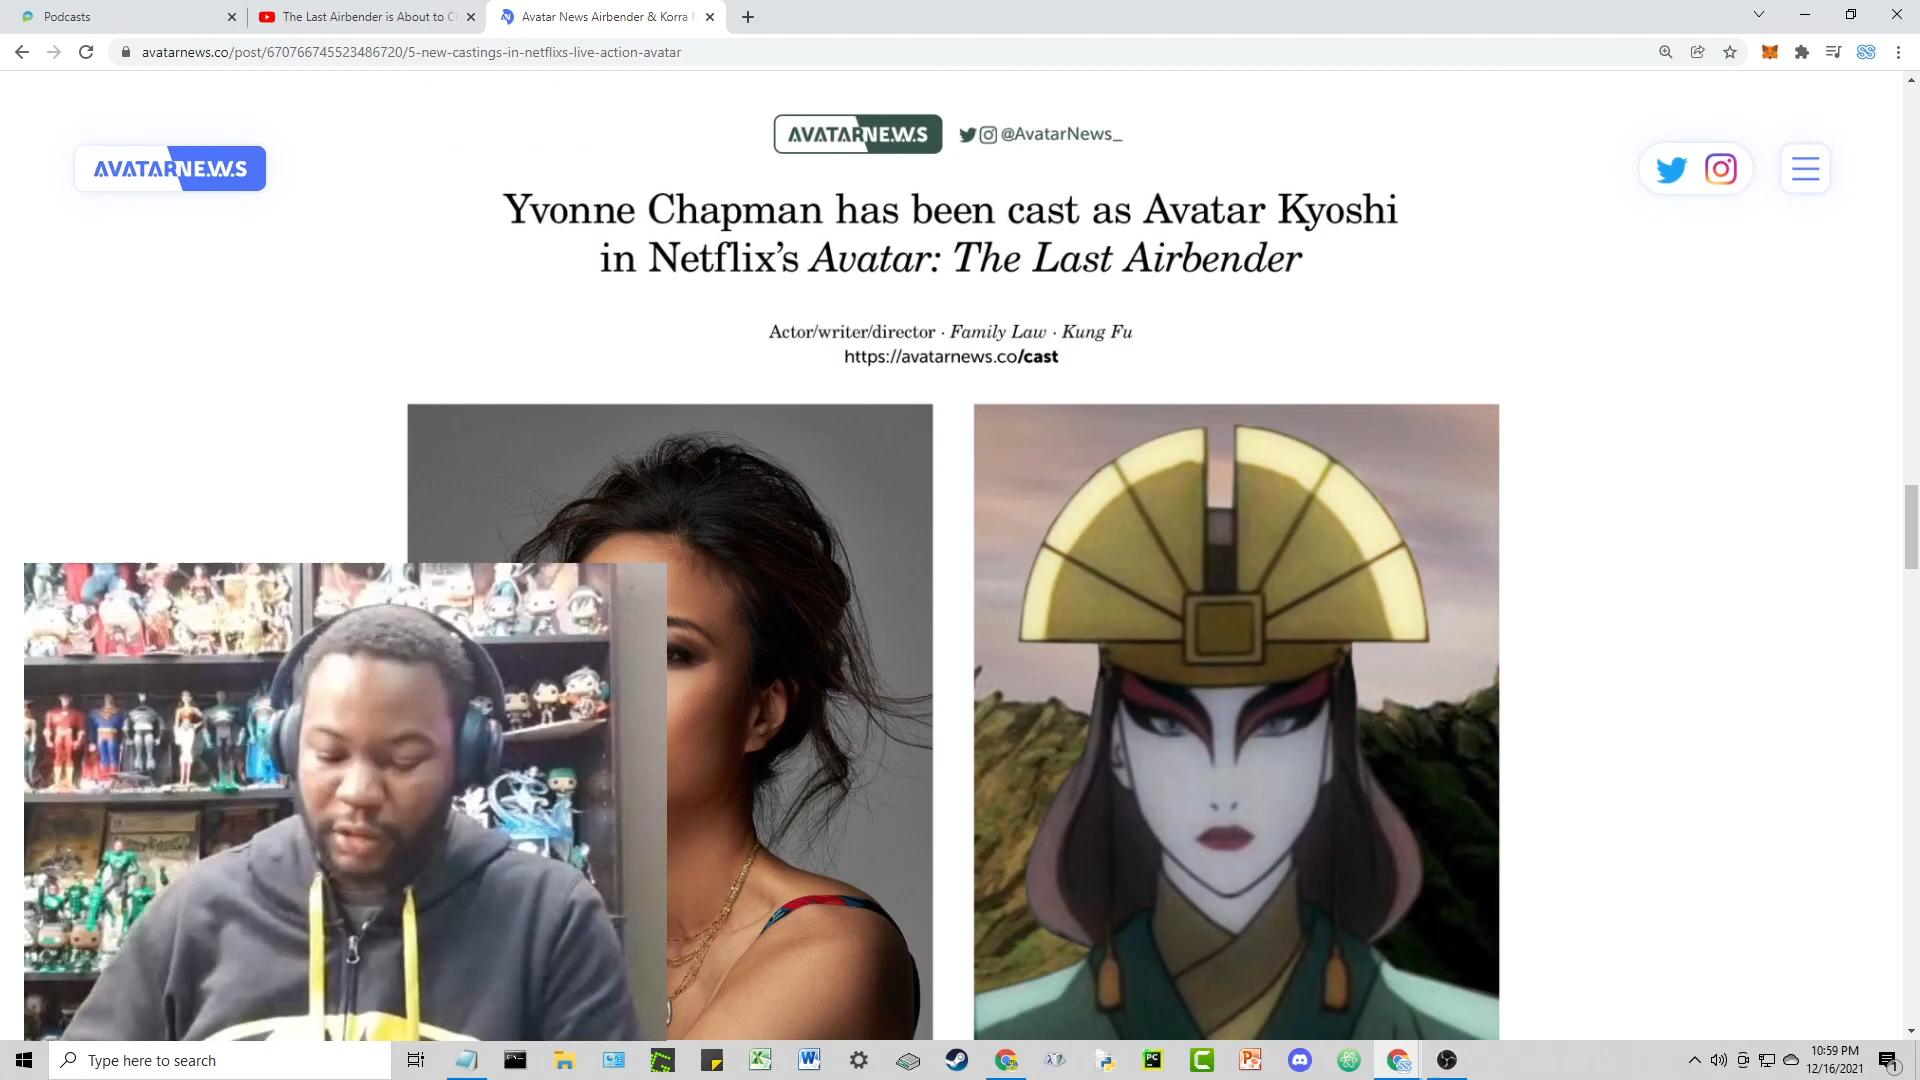 Podcasts
The Last Airbender is About to C
Avatar News Airbender & Korra N
avatarnews.co/post/670766745523486720/5-new-castings-in-netflixs-live-action-avatar
AVATARNEWS
@AvatarNews_
AVATARNEWS
Yvonne Chapman has been cast as Avatar Kyoshi
in Netflix's Avatar: The Last Airbender
Actor/writer/director · Family Law · Kung Fu
https://avatarnews.co/cast
Type here to search
10:59 PM
12/16/2021
1